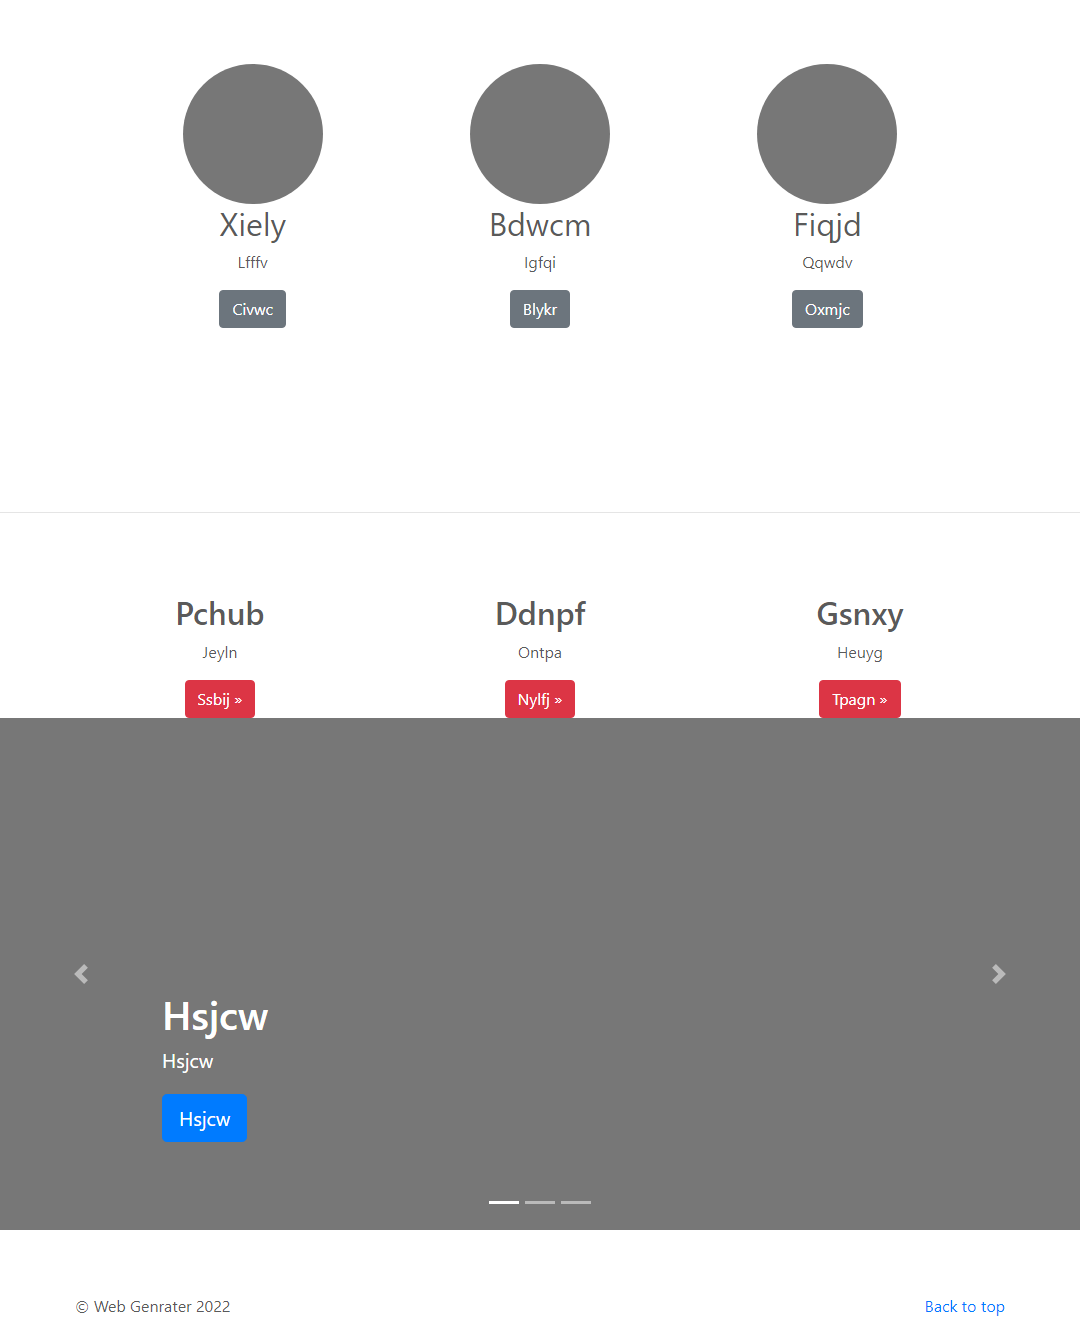 Xiely
Bdwcm
Fiqjd
Lfffv
Igfqi
Qqwdv
Civwc
Blykr
Oxmjc
Pchub
Ddnpf
Gsnxy
Jeyln
Ontpa
Heuyg
Ssbij »
Nylfj »
Tpagn »
Hsjcw
Hsjcw
Hsjcw
© Web Genrater 2022
Back to top